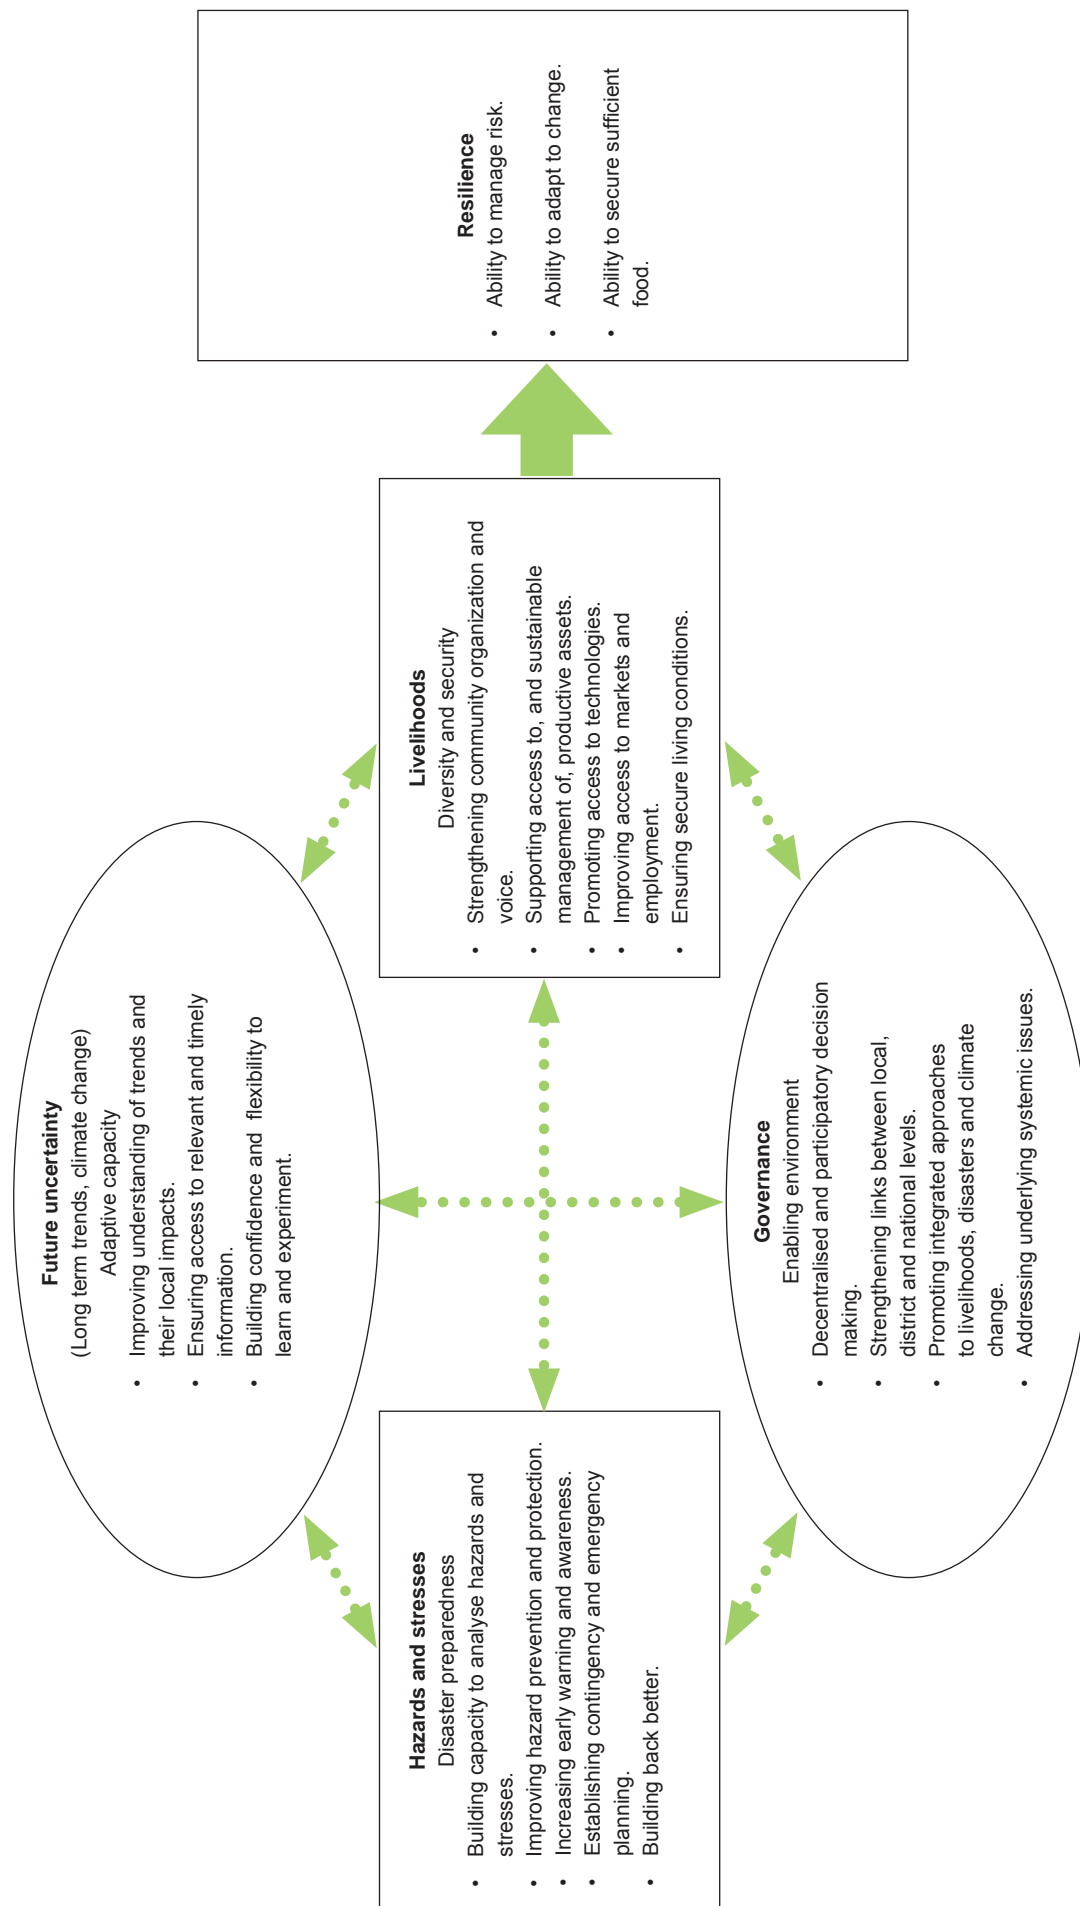 Future uncertainty
(Long term trends, climate change)
Adaptive capacity
• Improving understanding of trends and
their local impacts.
• Ensuring access to relevant and timely
information.
• Building confidence and flexibility to
learn and experiment.
Hazards and stresses
Disaster preparedness
• Building capacity to analyse hazards and
stresses.
• Improving hazard prevention and protection.
• Increasing early warning and awareness.
• Establishing contingency and emergency
planning.
• Building back better.
Livelihoods
Diversity and security
• Strengthening community organization and
voice.
• Supporting access to, and sustainable
management of, productive assets.
• Promoting access to technologies.
• Improving access to markets and
employment.
• Ensuring secure living conditions.
Resilience
• Ability to manage risk.
• Ability to adapt to change.
• Ability to secure sufficient
food.
Governance
Enabling environment
• Decentralised and participatory decision
making.
• Strengthening links between local,
district and national levels.
• Promoting integrated approaches
to livelihoods, disasters and climate
change.
• Addressing underlying systemic issues.